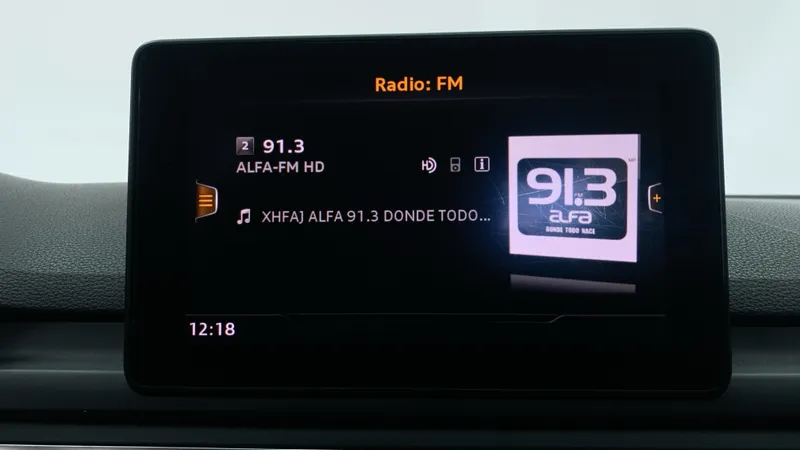 Radio: FM
2 91.3
ALFA-FM HD
HD i
XHFAJ ALFA 91.3 DONDE TODO...
91.3
FM
alfa
DONDE TODO NACE
12:18